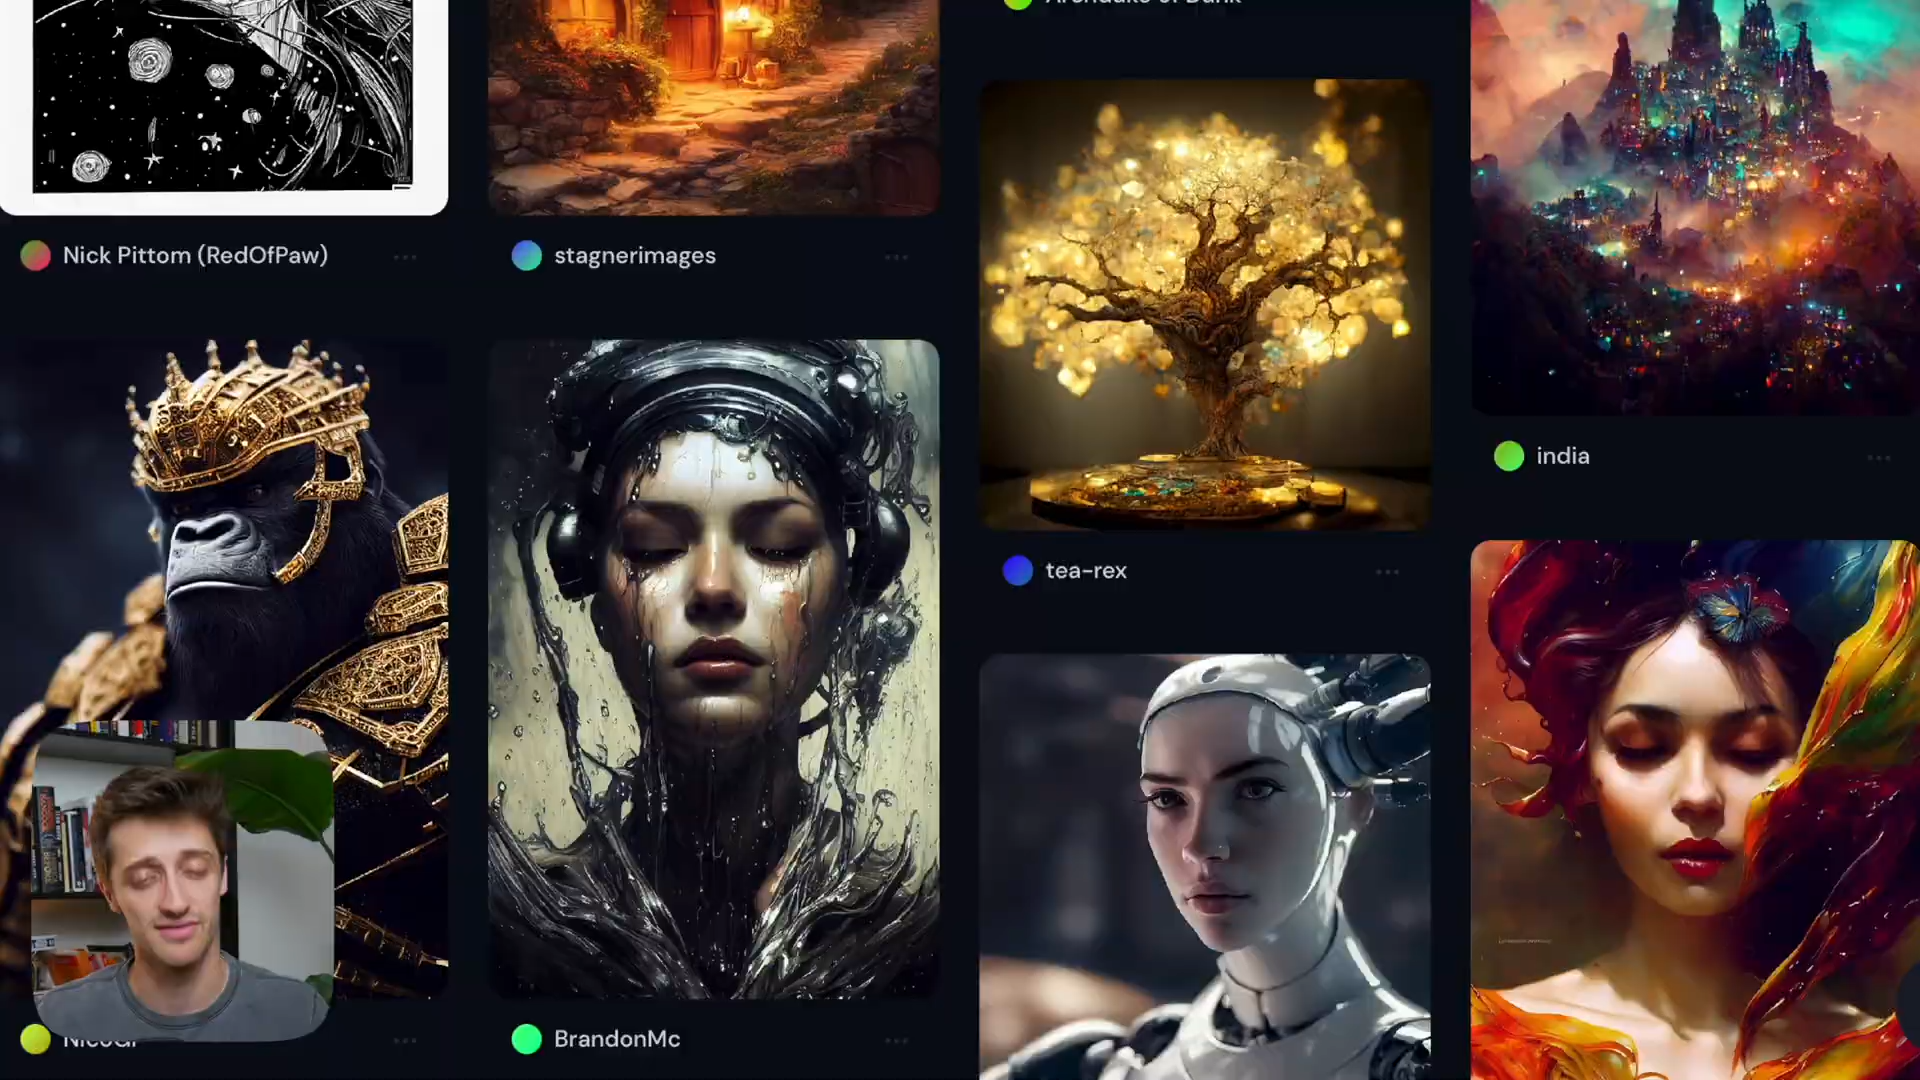 Nick Pittom (RedOfPaw)
stagnerimages
india
tea-rex
BrandonMc